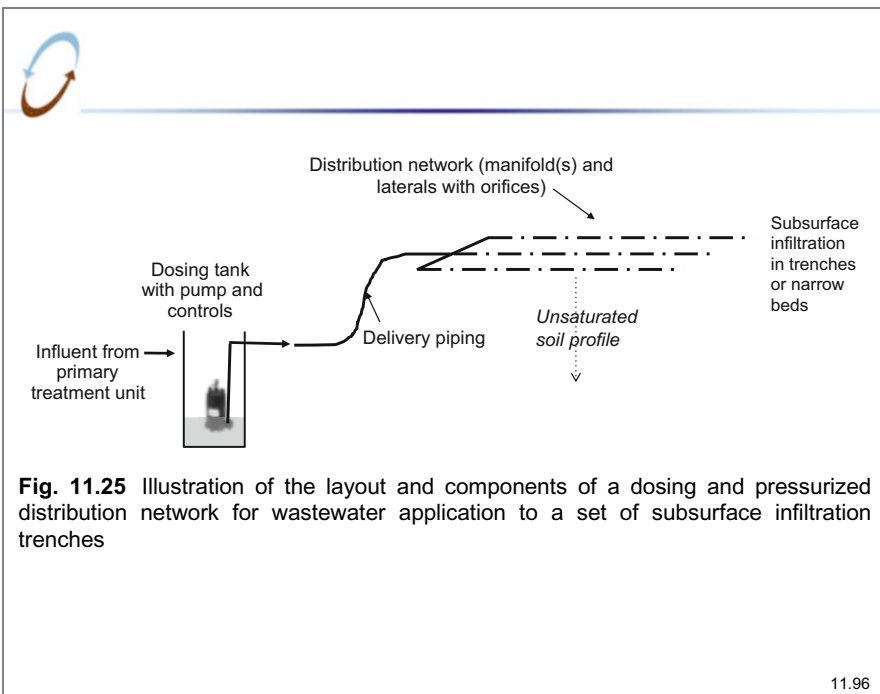 Distribution network (manifold(s) and
laterals with orifices)
Subsurface
infiltration
in trenches
or narrow
beds
Dosing tank
with pump and
controls
Unsaturated
soil profile
Delivery piping
Influent from
primary
treatment unit
Fig. 11.25 Illustration of the layout and components of a dosing and pressurized
distribution network for wastewater application to a set of subsurface infiltration
trenches
11.96